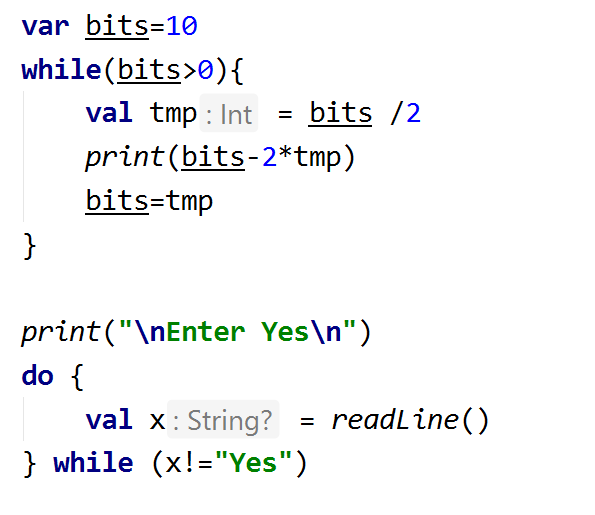 var bits=10
while(bits>0){
val tmp : Int = bits /2
print(bits-2*tmp)
bits=tmp
}
print("\nEnter Yes\n")
do {
val x : String? = readLine()
} while (x!="Yes")